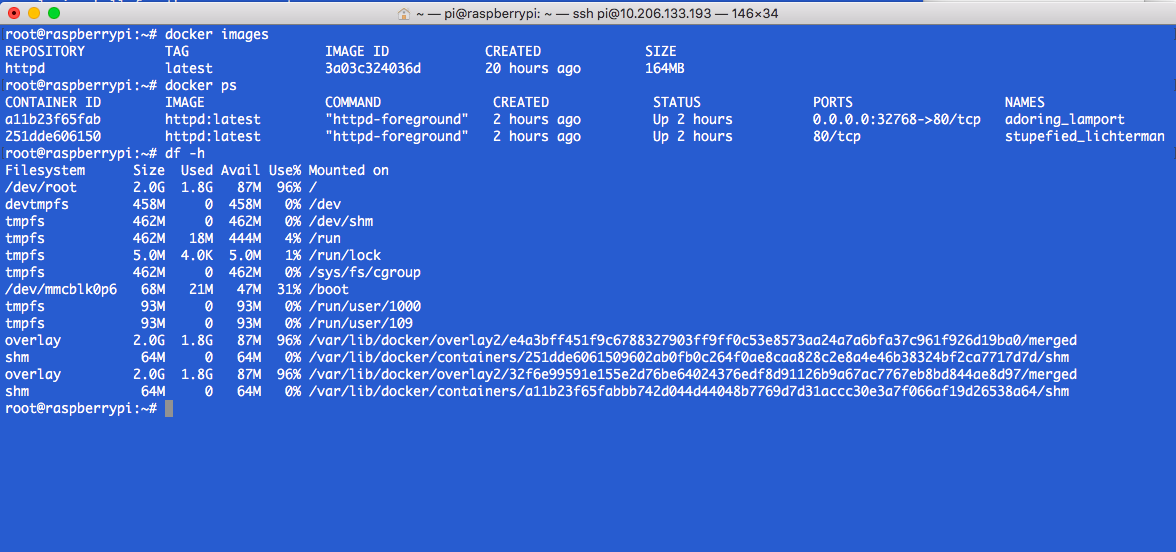 ~ — pi@raspberrypi: ~ — ssh pi@10.206.133.193 — 146×34
root@raspberrypi:~# docker images
REPOSITORY TAG IMAGE ID CREATED SIZE
httpd latest 3a03c324036d 20 hours ago 164MB
root@raspberrypi:~# docker ps
CONTAINER ID IMAGE COMMAND CREATED STATUS PORTS NAMES
a11b23f65fab httpd:latest "httpd-foreground" 2 hours ago Up 2 hours 0.0.0.0:32768->80/tcp adoring_lamport
251dde606150 httpd:latest "httpd-foreground" 2 hours ago Up 2 hours 80/tcp stupefied_lichterman
root@raspberrypi:~# df -h
Filesystem Size Used Avail Use% Mounted on
/dev/root 2.0G 1.8G 87M 96% /
devtmpfs 458M 0 458M 0% /dev
tmpfs 462M 0 462M 0% /dev/shm
tmpfs 462M 18M 444M 4% /run
tmpfs 5.0M 4.0K 5.0M 1% /run/lock
tmpfs 462M 0 462M 0% /sys/fs/cgroup
/dev/mmcblk0p6 68M 21M 47M 31% /boot
tmpfs 93M 0 93M 0% /run/user/1000
tmpfs 93M 0 93M 0% /run/user/109
overlay 2.0G 1.8G 87M 96% /var/lib/docker/overlay2/e4a3bff451f9c6788327903ff9ff0c53e8573aa24a7a6bfa37c961f926d19ba0/merged
shm 64M 0 64M 0% /var/lib/docker/containers/251dde6061509602ab0fb0c264f0ae8caa828c2e8a4e46b38324bf2ca7717d7d/shm
overlay 2.0G 1.8G 87M 96% /var/lib/docker/overlay2/32f6e99591e155e2d76be64024376edf8d91126b9a67ac7767eb8bd844ae8d97/merged
shm 64M 0 64M 0% /var/lib/docker/containers/a11b23f65fabbb742d044d44048b7769d7d31accc30e3a7f066af19d26538a64/shm
root@raspberrypi:~#